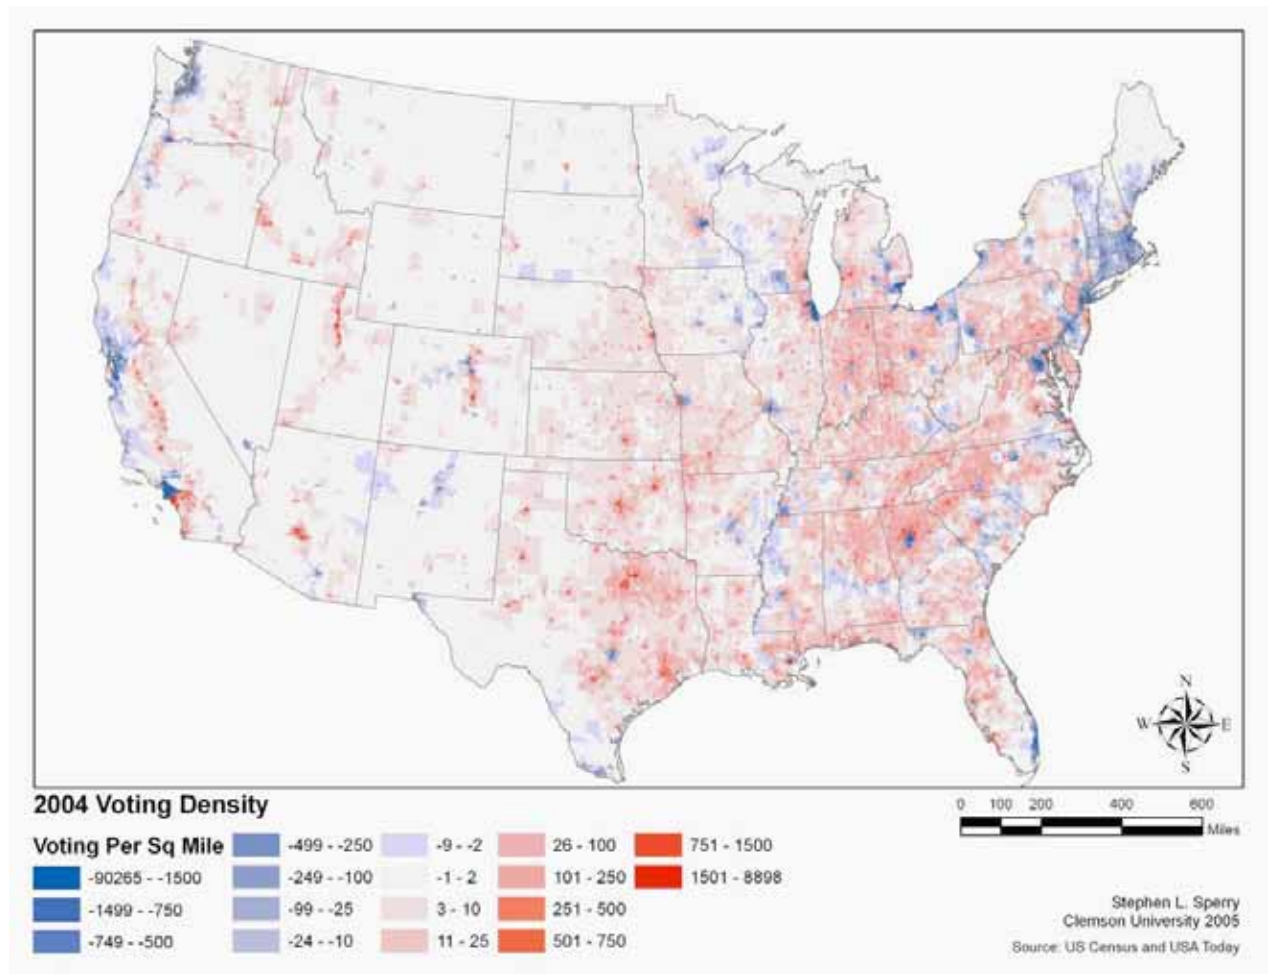 N
W E
S
2004 Voting Density
0 100 200 400 600
Miles
Voting Per Sq Mile
-90265 - -1500
-1499 - -750
-749 - -500
-499 - -250
-249 - -100
-99 - -25
-24 - -10
-9 - -2
-1 - 2
3 - 10
11 - 25
26 - 100
101 - 250
251 - 500
501 - 750
751 - 1500
1501 - 8898
Stephen L. Sperry
Clemson University 2005
Source: US Census and USA Today